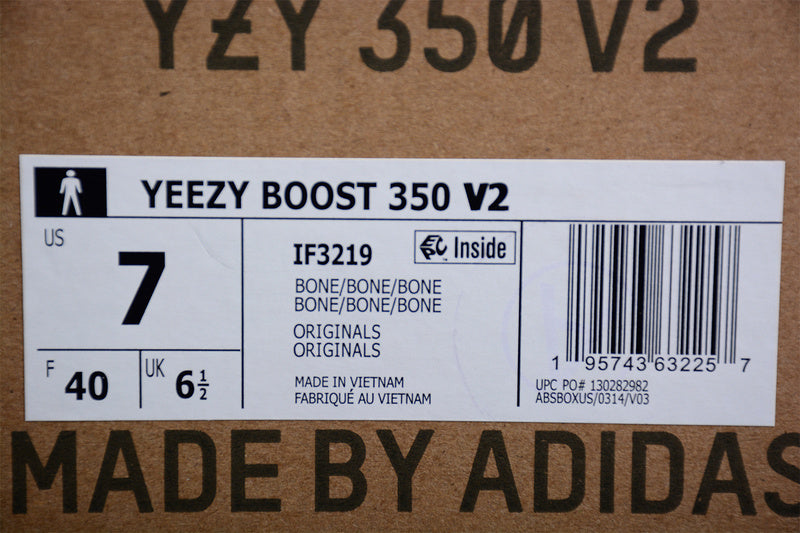 YZY 350 V2
YEEZY BOOST 350 V2
US
7
F 40
UK 6½
IF3219
Inside
BONE/BONE/BONE
BONE/BONE/BONE
ORIGINALS
ORIGINALS
MADE IN VIETNAM
FABRIQUÉ AU VIETNAM
1 95743 63225 7
UPC PO# 130282982
ABSBOXUS/0314/V03
MADE BY ADIDAS